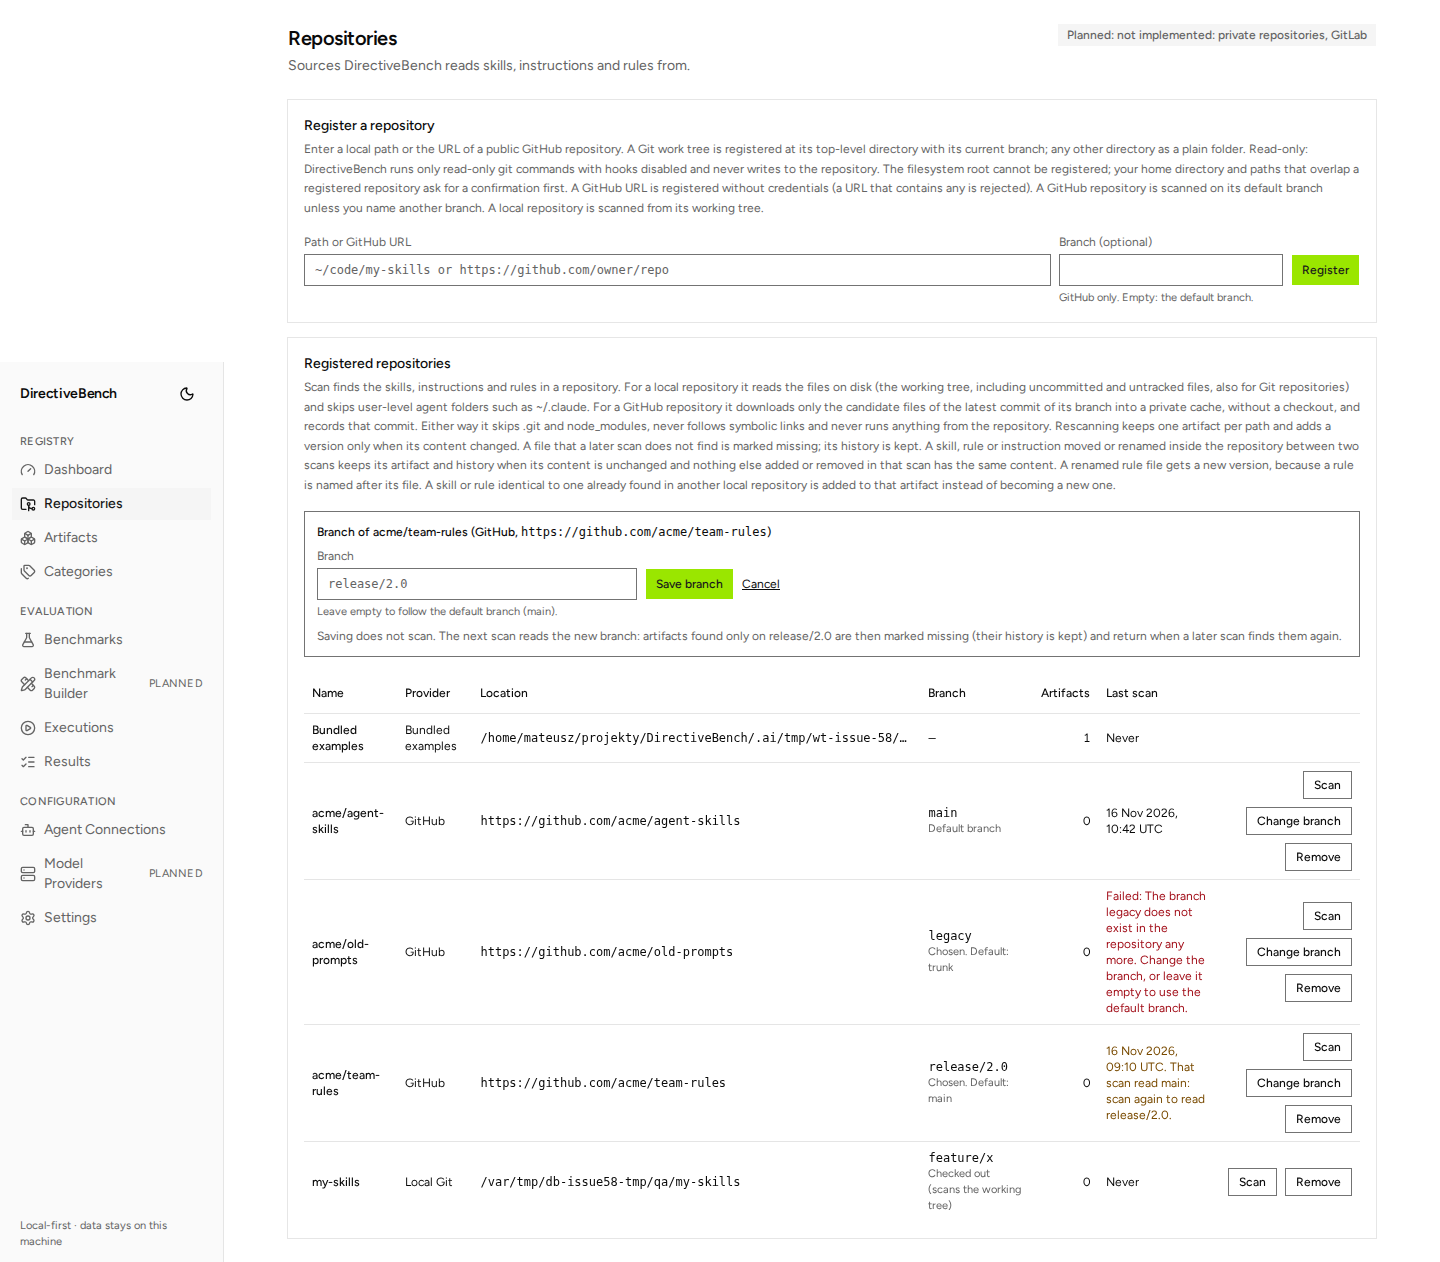 Repositories
Planned: not implemented: private repositories, GitLab
Sources DirectiveBench reads skills, instructions and rules from.
Register a repository
Enter a local path or the URL of a public GitHub repository. A Git work tree is registered at its top-level directory with its current branch; any other directory as a plain folder. Read-only:
DirectiveBench runs only read-only git commands with hooks disabled and never writes to the repository. The filesystem root cannot be registered; your home directory and paths that overlap a
registered repository ask for a confirmation first. A GitHub URL is registered without credentials (a URL that contains any is rejected). A GitHub repository is scanned on its default branch
unless you name another branch. A local repository is scanned from its working tree.
Path or GitHub URL
Branch (optional)
~/code/my-skills or https://github.com/owner/repo
Register
GitHub only. Empty: the default branch.
DirectiveBench
REGISTRY
Dashboard
Repositories
Artifacts
Categories
EVALUATION
Benchmarks
Benchmark
Builder
PLANNED
Executions
Results
CONFIGURATION
Agent Connections
Model
Providers
PLANNED
Settings
Local-first · data stays on this
machine
Registered repositories
Scan finds the skills, instructions and rules in a repository. For a local repository it reads the files on disk (the working tree, including uncommitted and untracked files, also for Git repositories)
and skips user-level agent folders such as ~/.claude. For a GitHub repository it downloads only the candidate files of the latest commit of its branch into a private cache, without a checkout, and
records that commit. Either way it skips .git and node_modules, never follows symbolic links and never runs anything from the repository. Rescanning keeps one artifact per path and adds a
version only when its content changed. A file that a later scan does not find is marked missing; its history is kept. A skill, rule or instruction moved or renamed inside the repository between two
scans keeps its artifact and history when its content is unchanged and nothing else added or removed in that scan has the same content. A renamed rule file gets a new version, because a rule
is named after its file. A skill or rule identical to one already found in another local repository is added to that artifact instead of becoming a new one.
Branch of acme/team-rules (GitHub, https://github.com/acme/team-rules)
Branch
release/2.0
Save branch
Cancel
Leave empty to follow the default branch (main).
Saving does not scan. The next scan reads the new branch: artifacts found only on release/2.0 are then marked missing (their history is kept) and return when a later scan finds them again.
Name
Provider
Location
Branch
Artifacts
Last scan
Bundled
examples
Bundled
examples
/home/mateusz/projekty/DirectiveBench/.ai/tmp/wt-issue-58/…
—
1
Never
acme/agent-
skills
GitHub
https://github.com/acme/agent-skills
main
Default branch
0
16 Nov 2026,
10:42 UTC
Scan
Change branch
Remove
acme/old-
prompts
GitHub
https://github.com/acme/old-prompts
legacy
Chosen. Default:
trunk
0
Failed: The branch
legacy does not
exist in the
repository any
more. Change the
branch, or leave it
empty to use the
default branch.
Scan
Change branch
Remove
acme/team-
rules
GitHub
https://github.com/acme/team-rules
release/2.0
Chosen. Default:
main
0
16 Nov 2026,
09:10 UTC. That
scan read main:
scan again to read
release/2.0.
Scan
Change branch
Remove
my-skills
Local Git
/var/tmp/db-issue58-tmp/qa/my-skills
feature/x
Checked out
(scans the working
tree)
0
Never
Scan
Remove